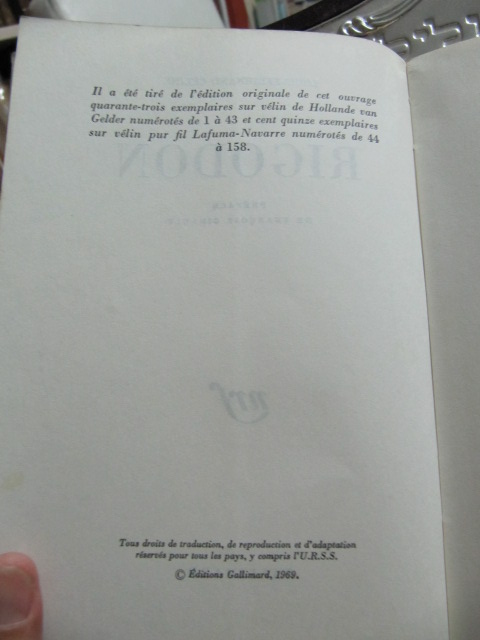 Il a été tiré de l'édition originale de cet ouvrage
quarante-trois exemplaires sur vélin de Hollande van
Gelder numérotés de 1 à 43 et cent quinze exemplaires
sur vélin pur fil Lafuma-Navarre numérotés de 44
à 158.
RIGODON
nrf
Tous droits de traduction, de reproduction et d'adaptation
réservés pour tous les pays, y compris l'U.R.S.S.
© Éditions Gallimard, 1969.